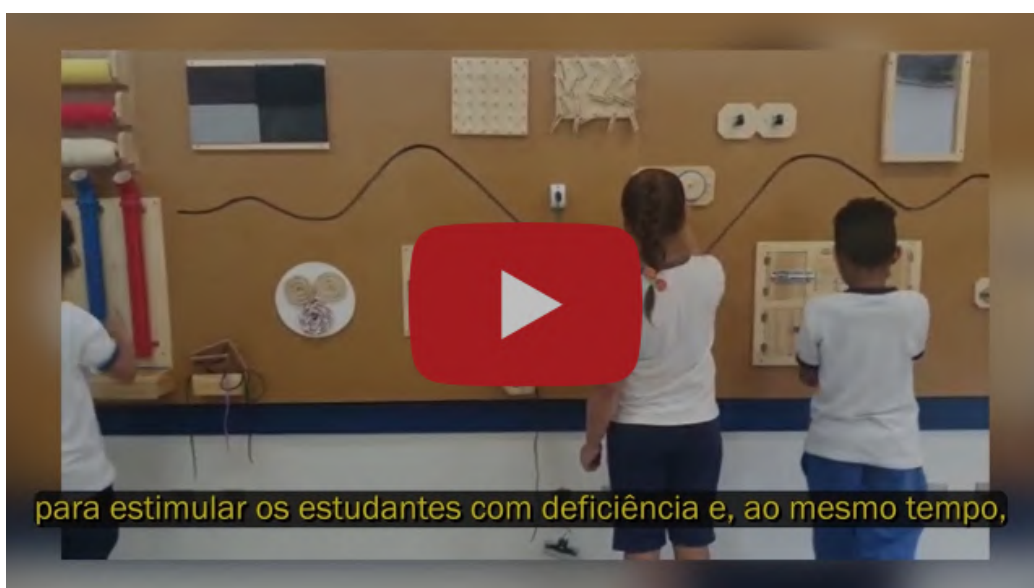 para estimular os estudantes com deficiência e, ao mesmo tempo,